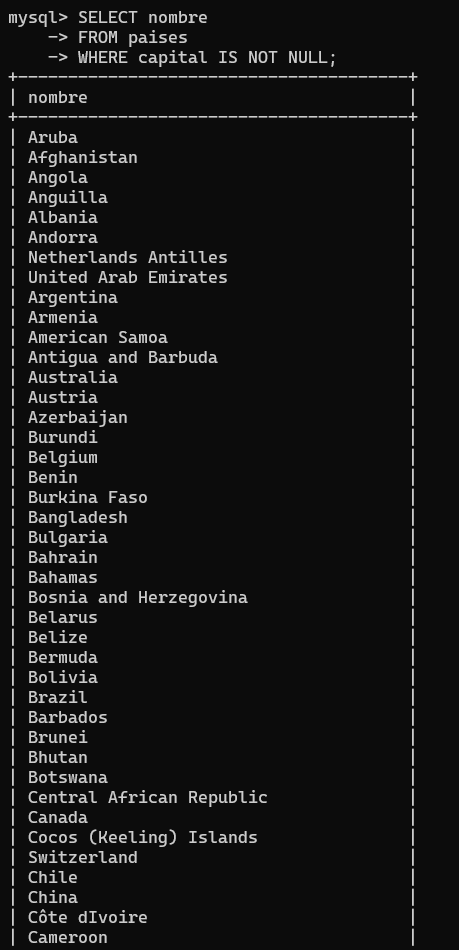 mysql> SELECT nombre
    -> FROM paises
    -> WHERE capital IS NOT NULL;
+---------------------------------------+
| nombre                                |
+---------------------------------------+
| Aruba                                 |
| Afghanistan                           |
| Angola                                |
| Anguilla                              |
| Albania                               |
| Andorra                               |
| Netherlands Antilles                  |
| United Arab Emirates                  |
| Argentina                             |
| Armenia                               |
| American Samoa                        |
| Antigua and Barbuda                   |
| Australia                             |
| Austria                               |
| Azerbaijan                            |
| Burundi                               |
| Belgium                               |
| Benin                                 |
| Burkina Faso                          |
| Bangladesh                            |
| Bulgaria                              |
| Bahrain                               |
| Bahamas                               |
| Bosnia and Herzegovina                |
| Belarus                               |
| Belize                                |
| Bermuda                               |
| Bolivia                               |
| Brazil                                |
| Barbados                              |
| Brunei                                |
| Bhutan                                |
| Botswana                              |
| Central African Republic              |
| Canada                                |
| Cocos (Keeling) Islands               |
| Switzerland                           |
| Chile                                 |
| China                                 |
| Côte dIvoire                          |
| Cameroon                              |